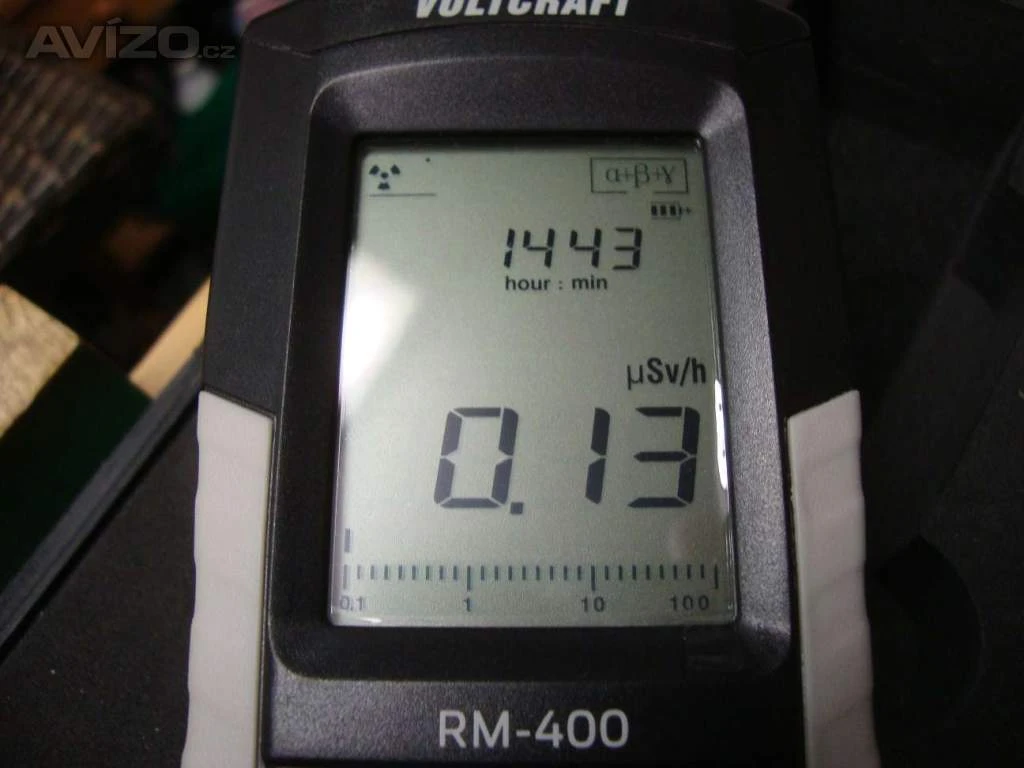 VOLTCRAFT
AVÍZO.cz
α+β+γ
1443
hour : min
µSv/h
0.13
0.1 1 10 100
RM-400